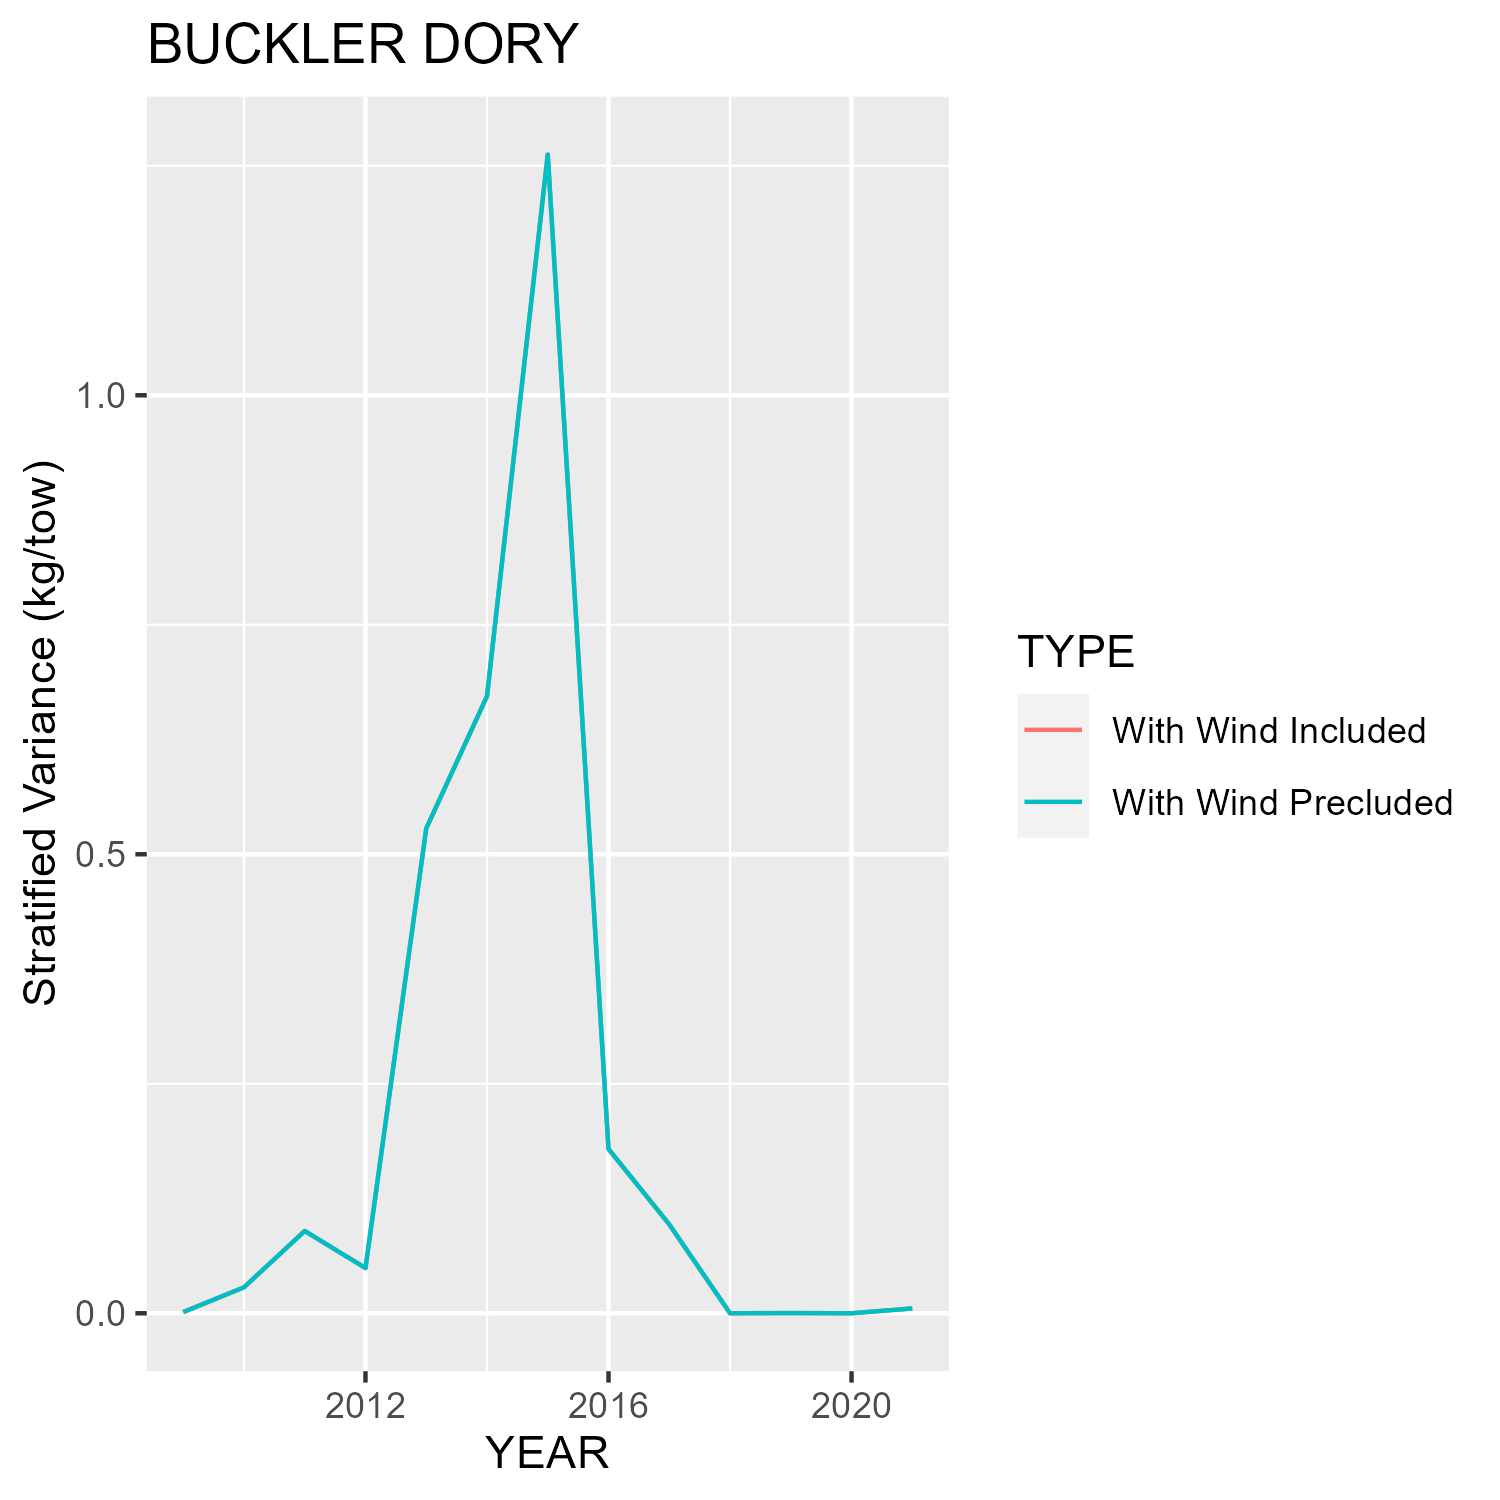 BUCKLER DORY
Stratified Variance (kg/tow)
1.0
0.5
0.0
2012
2016
2020
YEAR
TYPE
With Wind Included
With Wind Precluded